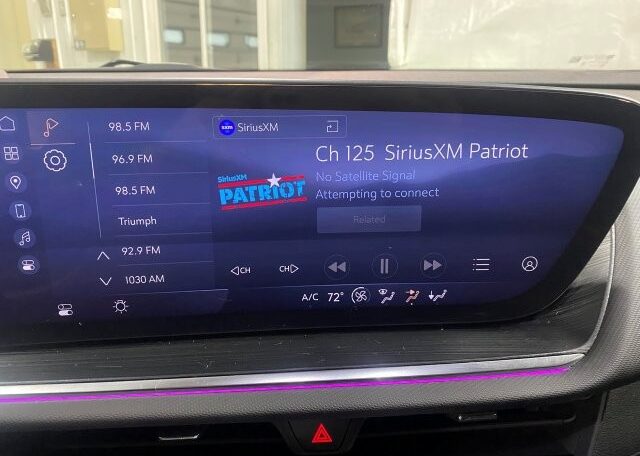 98.5 FM
96.9 FM
98.5 FM
Triumph
92.9 FM
1030 AM
sxm SiriusXM
Ch 125 SiriusXM Patriot
SiriusXM
PATRIOT
No Satellite Signal
Attempting to connect
Related
CH CH
A/C 72°